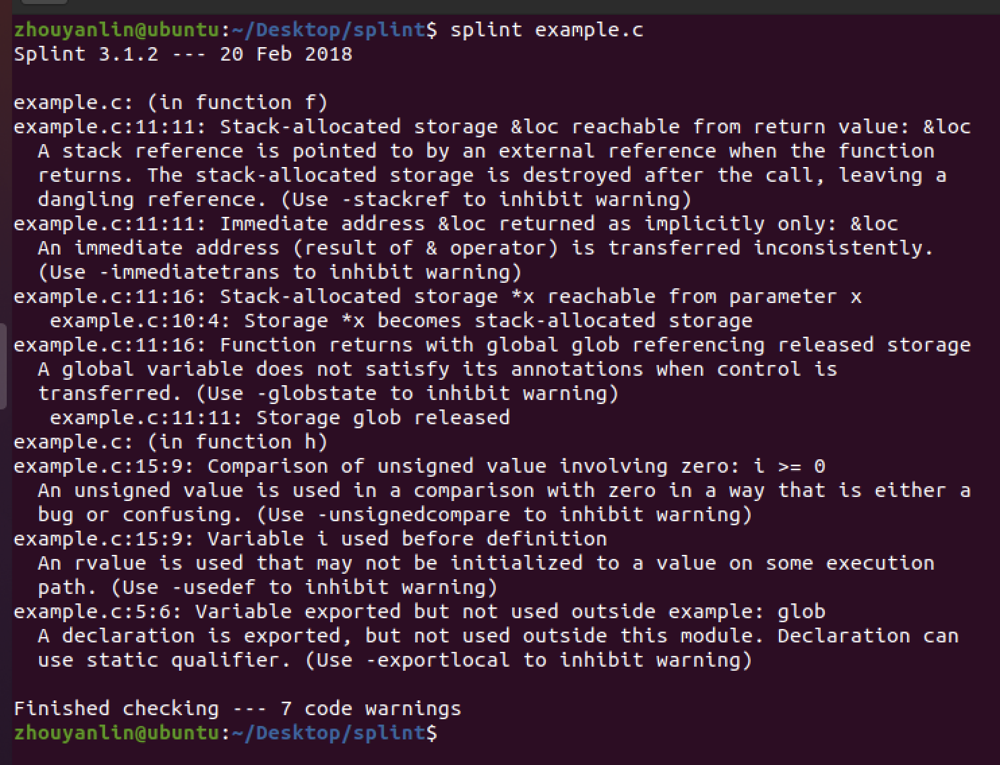 zhouyanlin@ubuntu:~/Desktop/splint$ splint example.c
Splint 3.1.2 --- 20 Feb 2018
example.c: (in function f)
example.c:11:11: Stack-allocated storage &loc reachable from return value: &loc
A stack reference is pointed to by an external reference when the function
returns. The stack-allocated storage is destroyed after the call, leaving a
dangling reference. (Use -stackref to inhibit warning)
example.c:11:11: Immediate address &loc returned as implicitly only: &loc
An immediate address (result of & operator) is transferred inconsistently.
(Use -immediatetrans to inhibit warning)
example.c:11:16: Stack-allocated storage *x reachable from parameter x
example.c:10:4: Storage *x becomes stack-allocated storage
example.c:11:16: Function returns with global glob referencing released storage
A global variable does not satisfy its annotations when control is
transferred. (Use -globstate to inhibit warning)
example.c:11:11: Storage glob released
example.c: (in function h)
example.c:15:9: Comparison of unsigned value involving zero: i >= 0
An unsigned value is used in a comparison with zero in a way that is either a
bug or confusing. (Use -unsignedcompare to inhibit warning)
example.c:15:9: Variable i used before definition
An rvalue is used that may not be initialized to a value on some execution
path. (Use -usedef to inhibit warning)
example.c:5:6: Variable exported but not used outside example: glob
A declaration is exported, but not used outside this module. Declaration can
use static qualifier. (Use -exportlocal to inhibit warning)
Finished checking --- 7 code warnings
zhouyanlin@ubuntu:~/Desktop/splint$